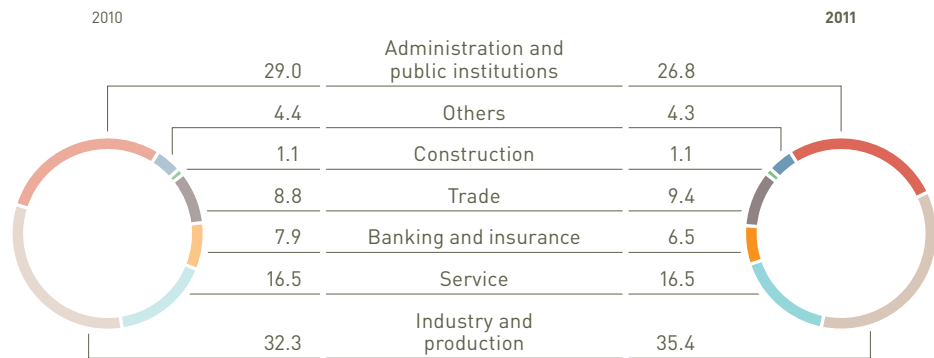 2010 2011
Administration and
29.0 public institutions 26.8
4.4 Others 4.3
1.1 Construction 1.1
8.8 Trade 9.4
7.9 Banking and insurance 6.5
16.5 Service 16.5
Industry and
32.3 production 35.4